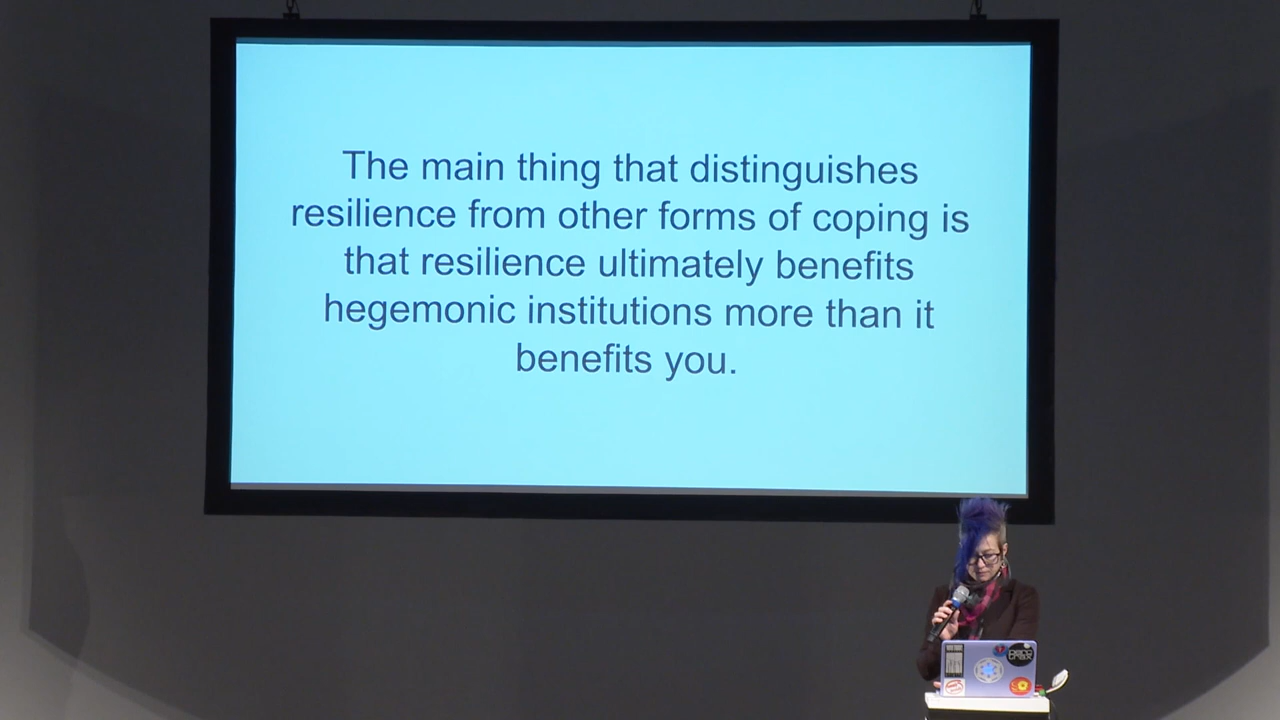 The main thing that distinguishes
resilience from other forms of coping is
that resilience ultimately benefits
hegemonic institutions more than it
benefits you.